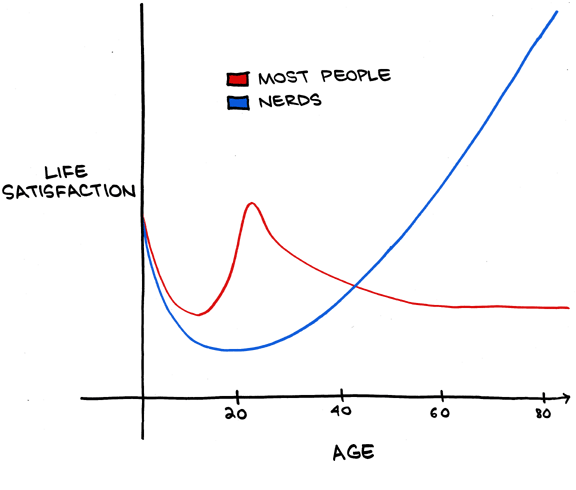 MOST PEOPLE
NERDS
LIFE
SATISFACTION
20
40
60
80
AGE